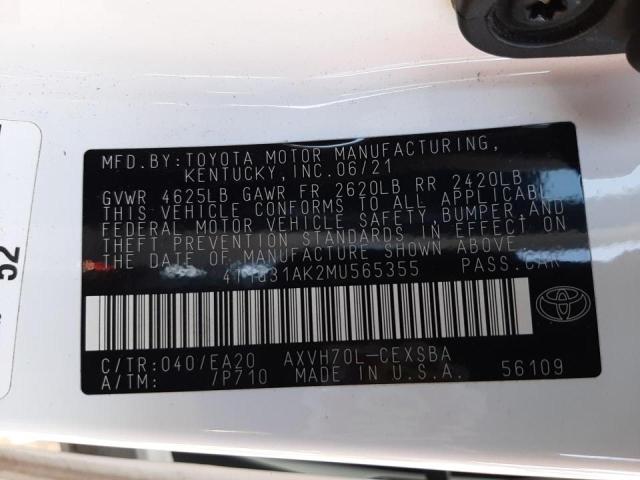 MFD. BY: TOYOTA MOTOR MANUFACTURING,
KENTUCKY, INC. 06/21
GVWR 4625LB GAWR FR 2620LB RR 2420LB
THIS VEHICLE CONFORMS TO ALL APPLICABLE
FEDERAL MOTOR VEHICLE SAFETY, BUMPER, AND
THEFT PREVENTION STANDARDS IN EFFECT ON
THE DATE OF MANUFACTURE SHOWN ABOVE
PASS. CAR
C/TR: 040/EA20 AXVH70L-CEXSBA
A/TM: /P710 MADE IN U.S.A. 56109
52